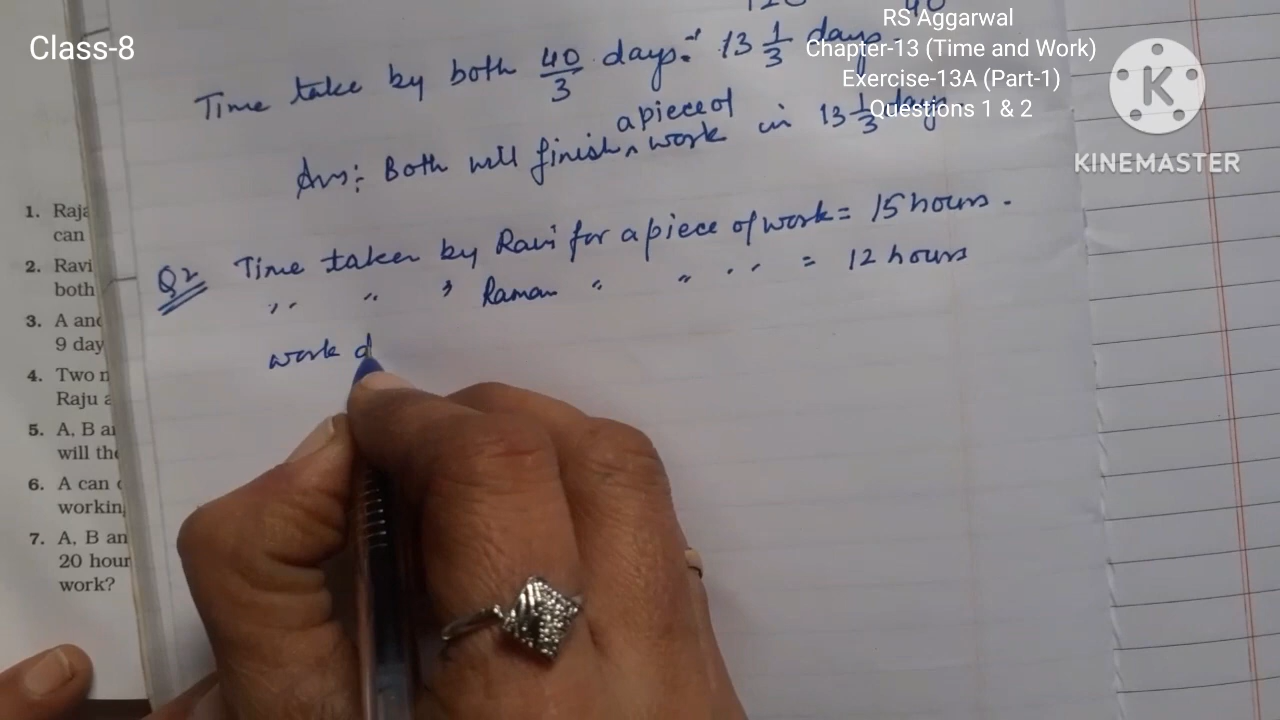 Class-8
RS Aggarwal
Chapter-13 (Time and Work)
Exercise-13A (Part-1)
Questions 1 & 2
KINEMASTER
Time take by both 40/3 days = 13 1/3 days.
a piece of
Ans: Both will finish ^ work in 13 1/3 days
Q2 Time taken by Ravi for a piece of work = 15 hours.
,, ,, , Raman ,, ,, ,, = 12 hours
work d
1. Raja
can
2. Ravi
both
3. A and
9 day
4. Two
Raju
5. A, B
will the
6. A can
working
7. A, B an
20 hour
work?